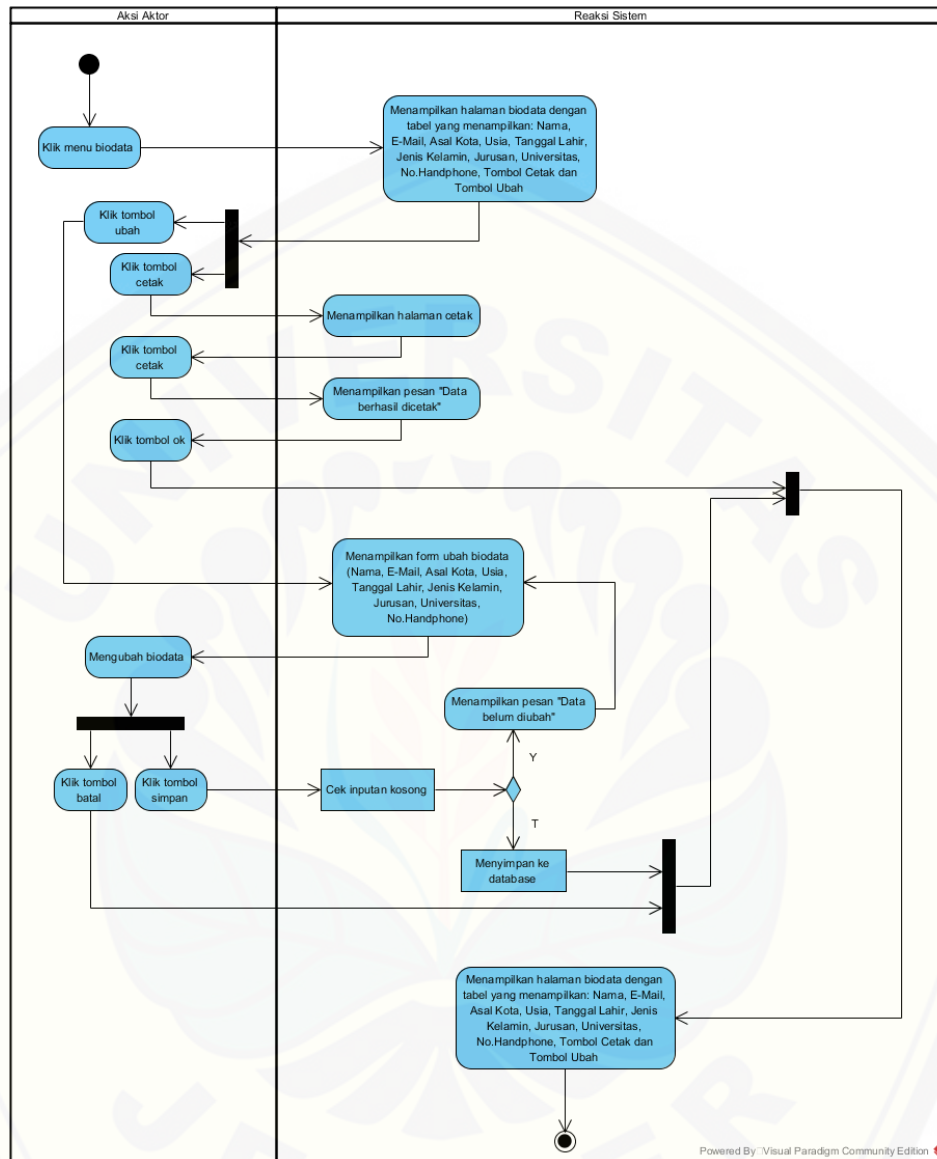 Aksi Aktor
Reaksi Sistem
Klik menu biodata
Menampilkan halaman biodata dengan
tabel yang menampilkan: Nama,
E-Mail, Asal Kota, Usia, Tanggal Lahir,
Jenis Kelamin, Jurusan, Universitas,
No.Handphone, Tombol Cetak dan
Tombol Ubah
Klik tombol
ubah
Klik tombol
cetak
Menampilkan halaman cetak
Klik tombol
cetak
Menampilkan pesan "Data
berhasil dicetak"
Klik tombol ok
Menampilkan form ubah biodata
(Nama, E-Mail, Asal Kota, Usia,
Tanggal Lahir, Jenis Kelamin,
Jurusan, Universitas,
No.Handphone)
Mengubah biodata
Menampilkan pesan "Data
belum diubah"
Y
Klik tombol
batal
Klik tombol
simpan
Cek inputan kosong
T
Menyimpan ke
database
Menampilkan halaman biodata dengan
tabel yang menampilkan: Nama, E-Mail,
Asal Kota, Usia, Tanggal Lahir, Jenis
Kelamin, Jurusan, Universitas,
No.Handphone, Tombol Cetak dan
Tombol Ubah
UNIVERSITAS
Powered By Visual Paradigm Community Edition